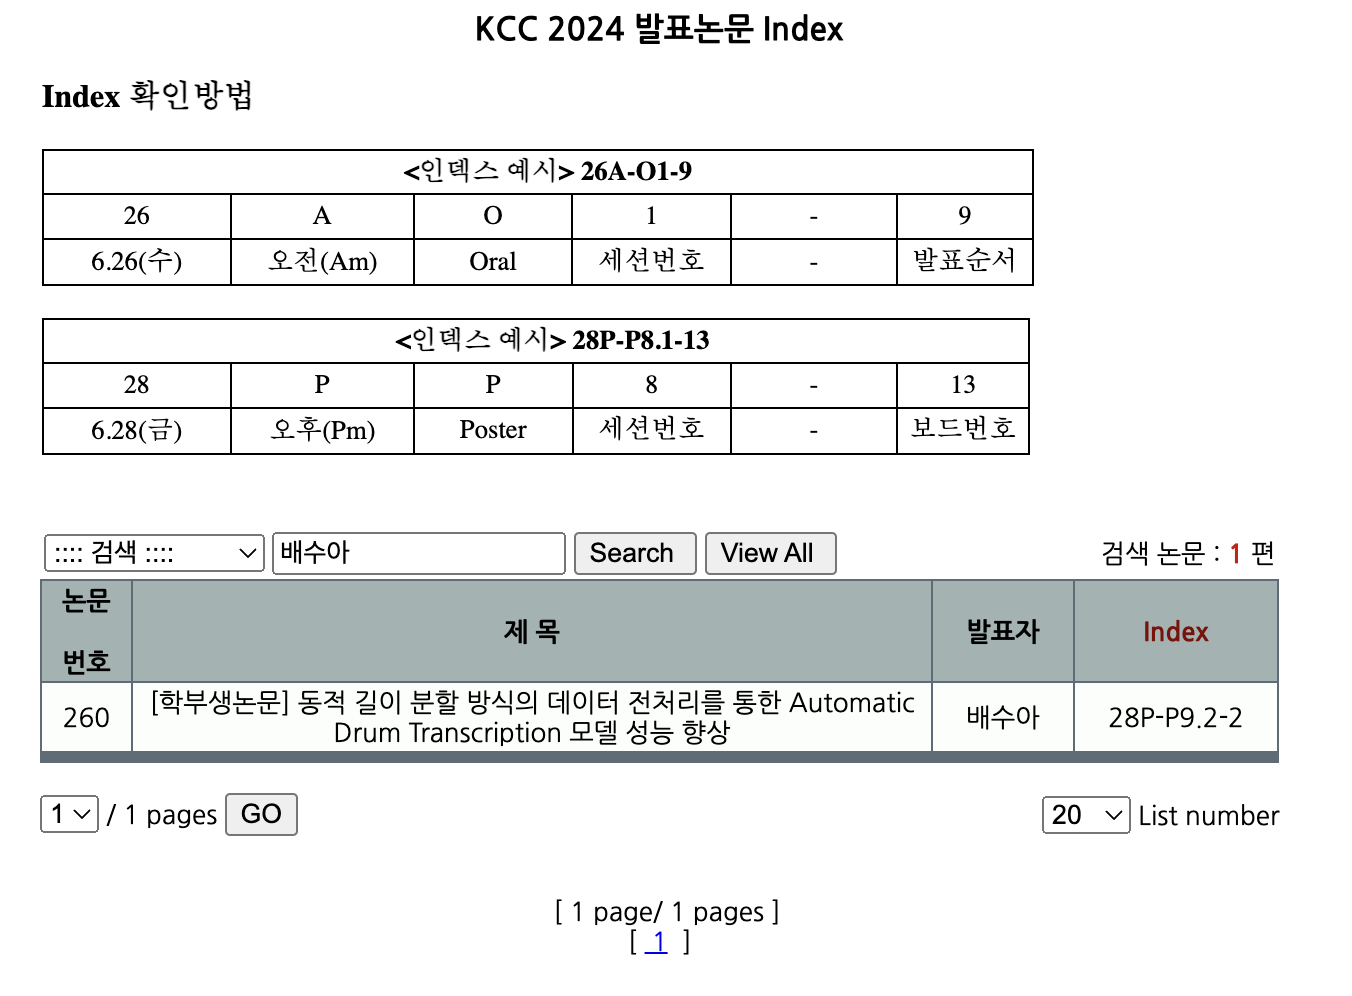 KCC 2024 발표논문 Index
Index 확인방법
<인덱스 예시> 26A-O1-9
26 A O 1 - 9
6.26(수) 오전(Am) Oral 세션번호 - 발표순서
<인덱스 예시> 28P-P8.1-13
28 P P 8 - 13
6.28(금) 오후(Pm) Poster 세션번호 - 보드번호
:::: 검색 :::: 배수아 Search View All 검색 논문 : 1 편
논문
번호 제 목 발표자 Index
260 [학부생논문] 동적 길이 분할 방식의 데이터 전처리를 통한 Automatic
Drum Transcription 모델 성능 향상 배수아 28P-P9.2-2
1 / 1 pages GO 20 List number
[ 1 page/ 1 pages ]
[ 1 ]